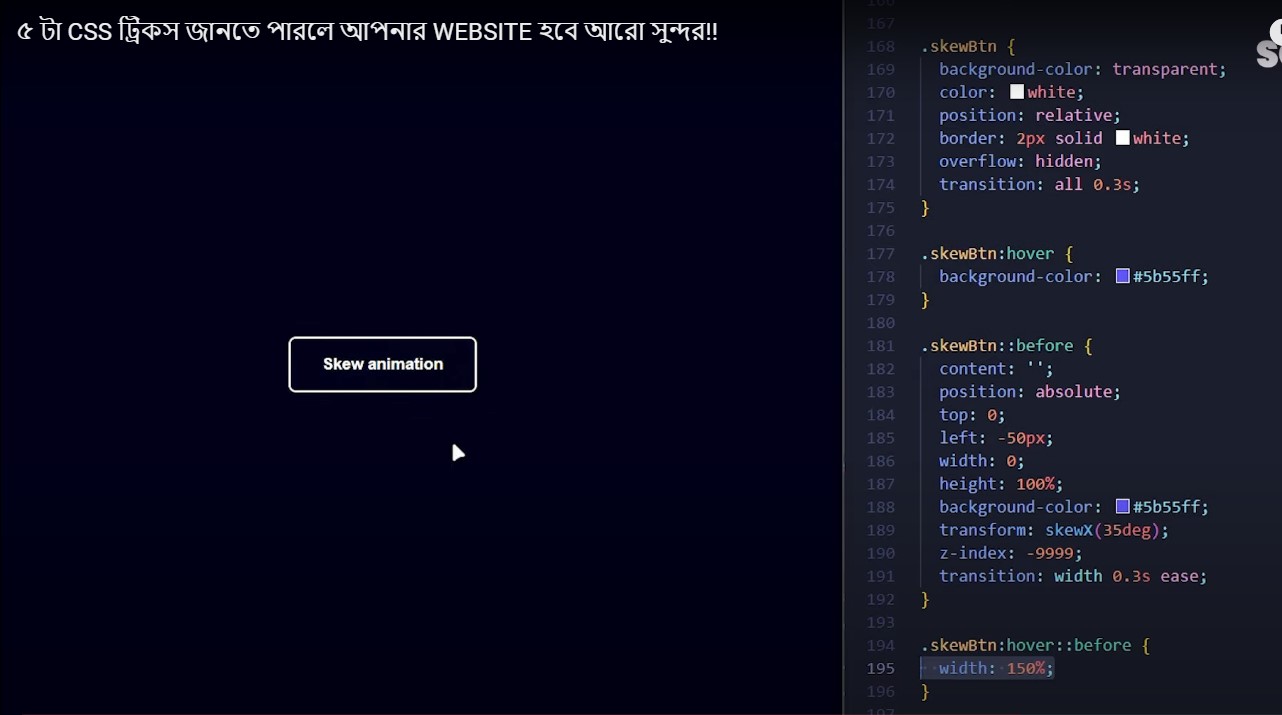 ৫ টা CSS ট্রিকস জানতে পারলে আপনার WEBSITE হবে আরো সুন্দর!!
Skew animation
167
168 .skewBtn {
169 background-color: transparent;
170 color: white;
171 position: relative;
172 border: 2px solid white;
173 overflow: hidden;
174 transition: all 0.3s;
175 }
176
177 .skewBtn:hover {
178 background-color: #5b55ff;
179 }
180
181 .skewBtn::before {
182 content: '';
183 position: absolute;
184 top: 0;
185 left: -50px;
186 width: 0;
187 height: 100%;
188 background-color: #5b55ff;
189 transform: skewX(35deg);
190 z-index: -9999;
191 transition: width 0.3s ease;
192 }
193
194 .skewBtn:hover::before {
195 width: 150%;
196 }